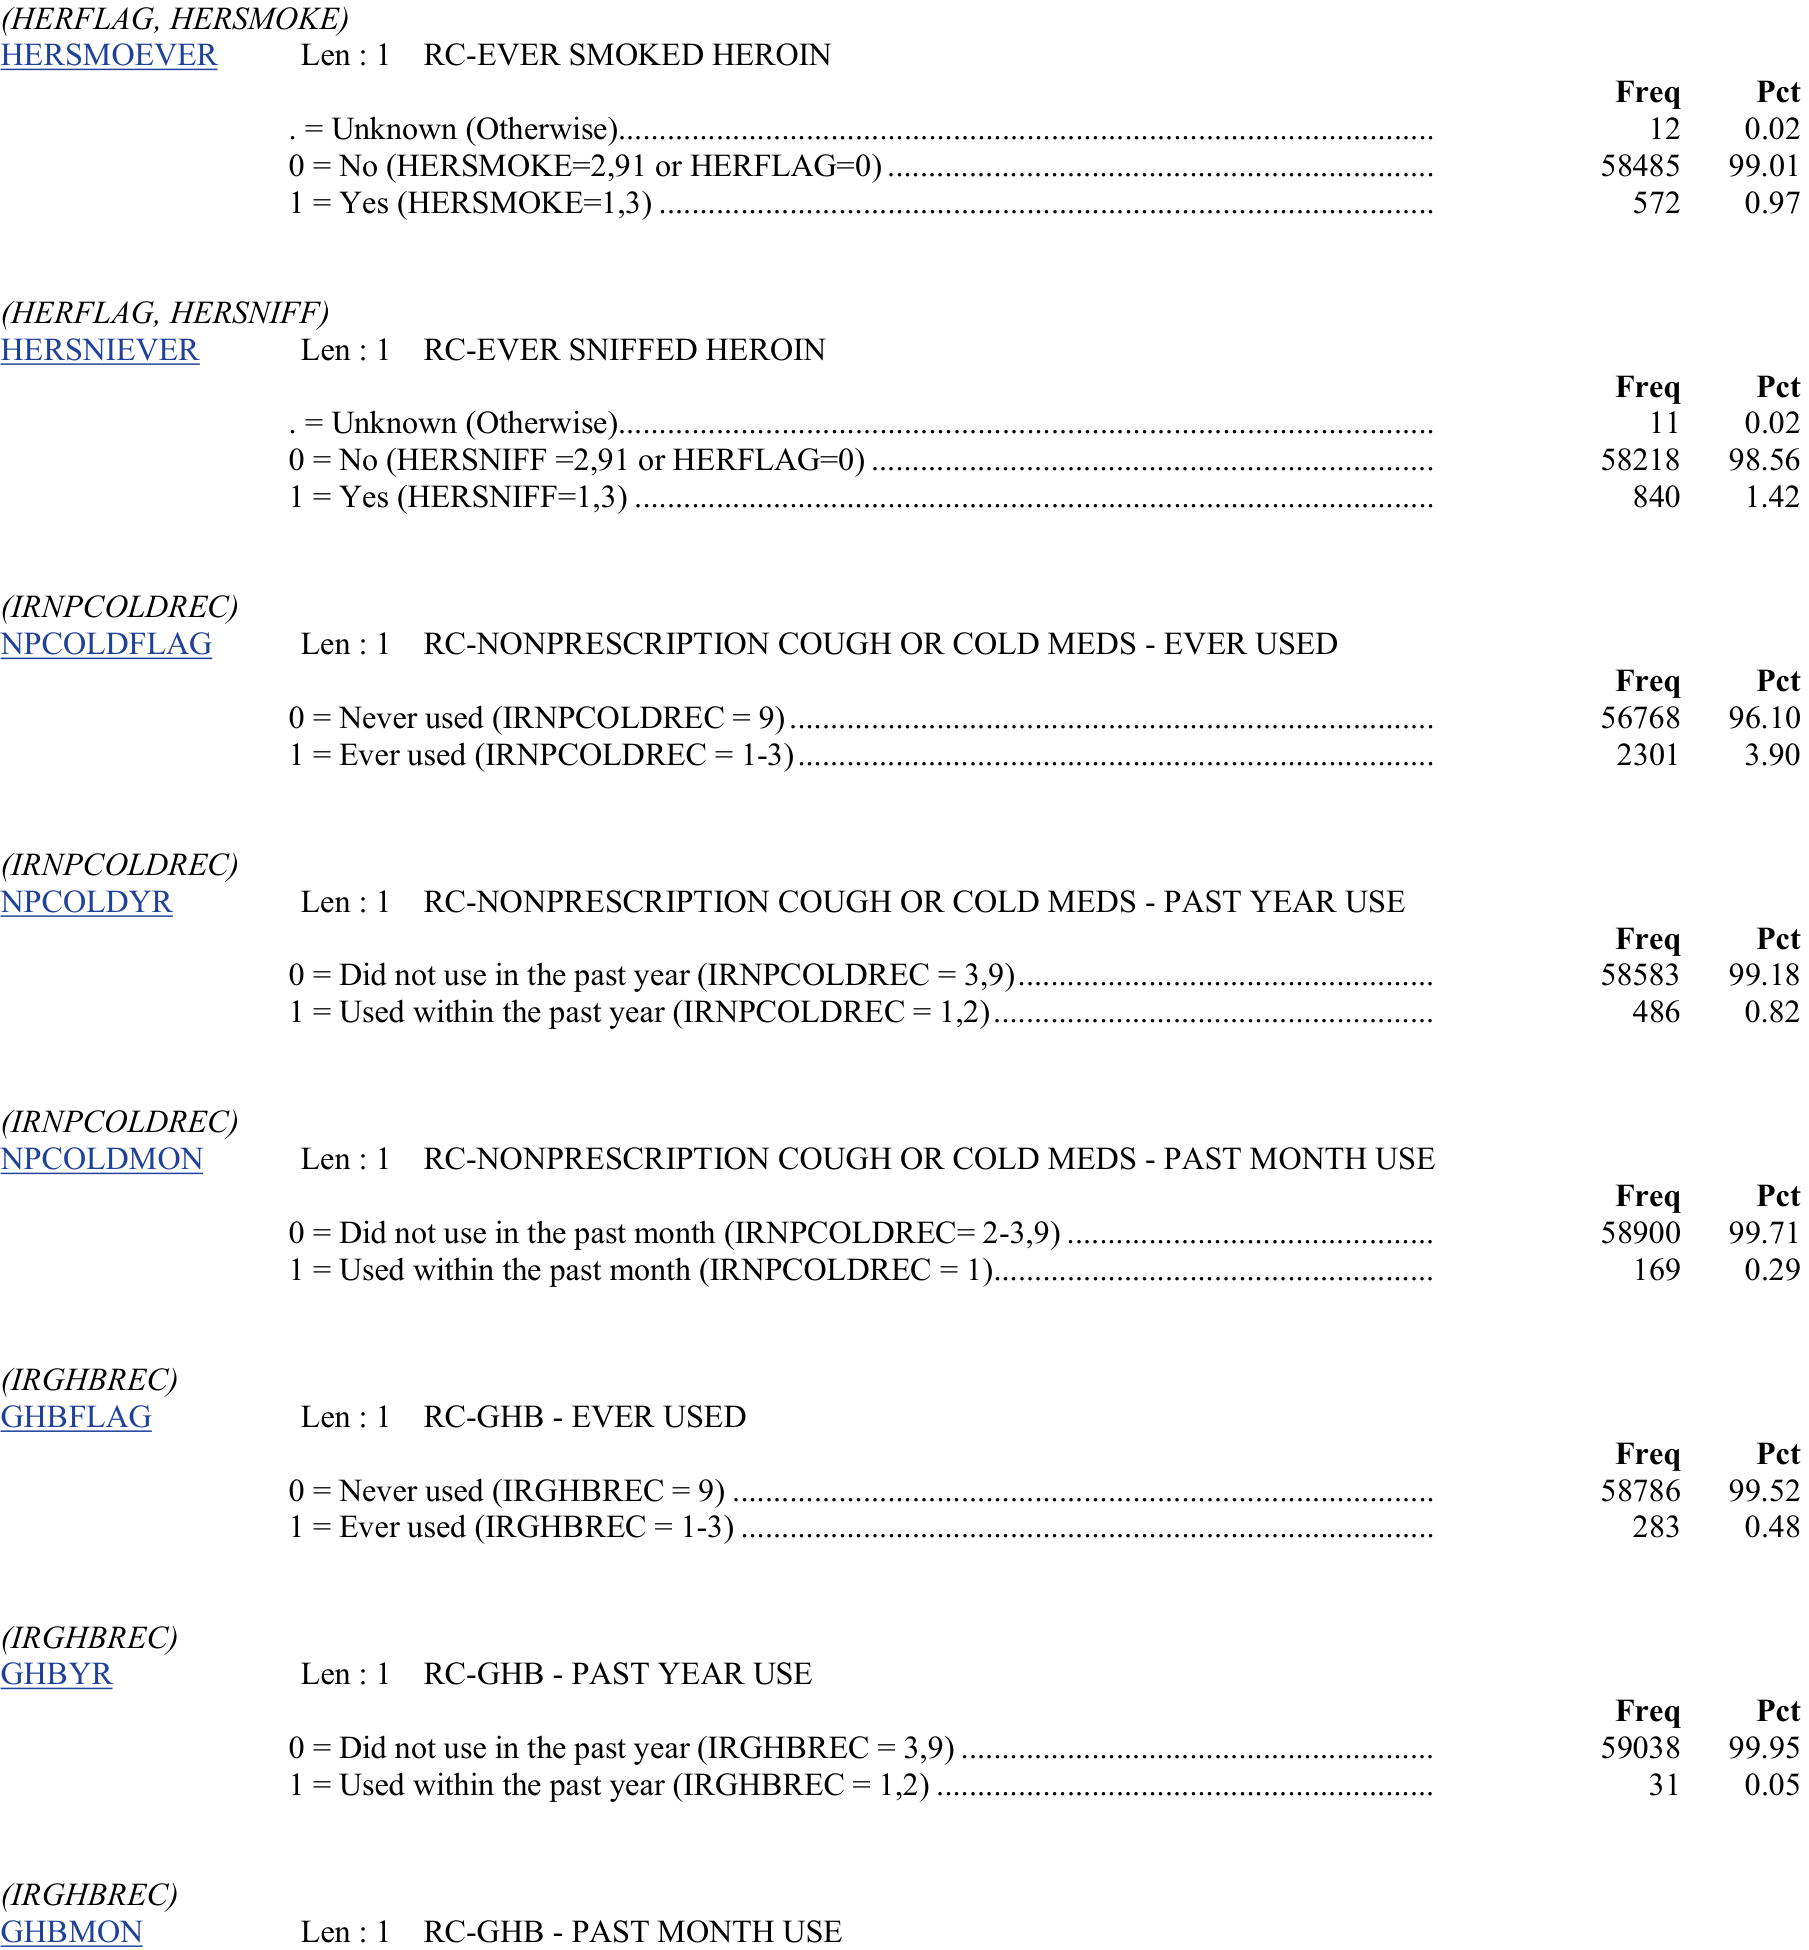 (HERFLAG, HERSMOKE)
HERSMOEVER Len : 1 RC-EVER SMOKED HEROIN
Freq Pct
. = Unknown (Otherwise)................................ 12 0.02
0 = No (HERSMOKE=2,91 or HERFLAG=0) ................................ 58485 99.01
1 = Yes (HERSMOKE=1,3) ................................ 572 0.97
(HERFLAG, HERSNIFF)
HERSNIEVER Len : 1 RC-EVER SNIFFED HEROIN
Freq Pct
. = Unknown (Otherwise)................................ 11 0.02
0 = No (HERSNIFF =2,91 or HERFLAG=0) ................................ 58218 98.56
1 = Yes (HERSNIFF=1,3) ................................ 840 1.42
(IRNPCOLDREC)
NPCOLDFLAG Len : 1 RC-NONPRESCRIPTION COUGH OR COLD MEDS - EVER USED
Freq Pct
0 = Never used (IRNPCOLDREC = 9) ................................ 56768 96.10
1 = Ever used (IRNPCOLDREC = 1-3) ................................ 2301 3.90
(IRNPCOLDREC)
NPCOLDYR Len : 1 RC-NONPRESCRIPTION COUGH OR COLD MEDS - PAST YEAR USE
Freq Pct
0 = Did not use in the past year (IRNPCOLDREC = 3,9)................................ 58583 99.18
1 = Used within the past year (IRNPCOLDREC = 1,2)................................ 486 0.82
(IRNPCOLDREC)
NPCOLDMON Len : 1 RC-NONPRESCRIPTION COUGH OR COLD MEDS - PAST MONTH USE
Freq Pct
0 = Did not use in the past month (IRNPCOLDREC= 2-3,9) ................................ 58900 99.71
1 = Used within the past month (IRNPCOLDREC = 1)................................ 169 0.29
(IRGHBREC)
GHBFLAG Len : 1 RC-GHB - EVER USED
Freq Pct
0 = Never used (IRGHBREC = 9) ................................ 58786 99.52
1 = Ever used (IRGHBREC = 1-3) ................................ 283 0.48
(IRGHBREC)
GHBYR Len : 1 RC-GHB - PAST YEAR USE
Freq Pct
0 = Did not use in the past year (IRGHBREC = 3,9) ................................ 59038 99.95
1 = Used within the past year (IRGHBREC = 1,2) ................................ 31 0.05
(IRGHBREC)
GHBMON Len : 1 RC-GHB - PAST MONTH USE